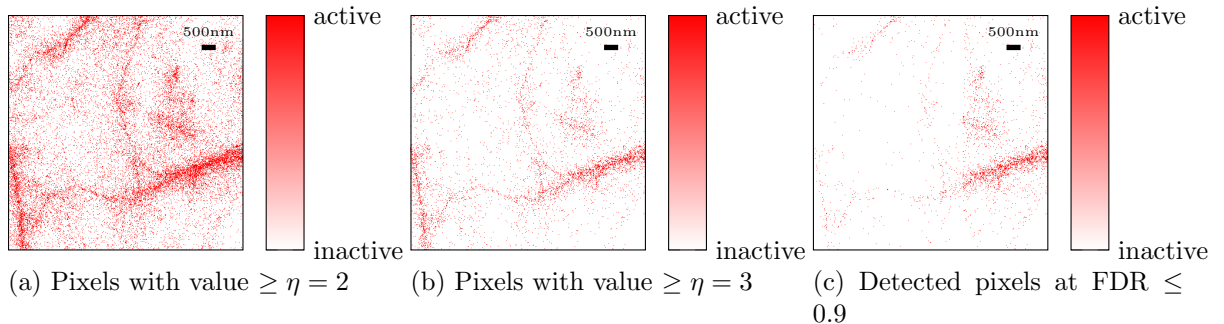 500nm
active
inactive
(a) Pixels with value ≥ η = 2
500nm
active
inactive
(b) Pixels with value ≥ η = 3
500nm
active
inactive
(c) Detected pixels at FDR ≤
0.9